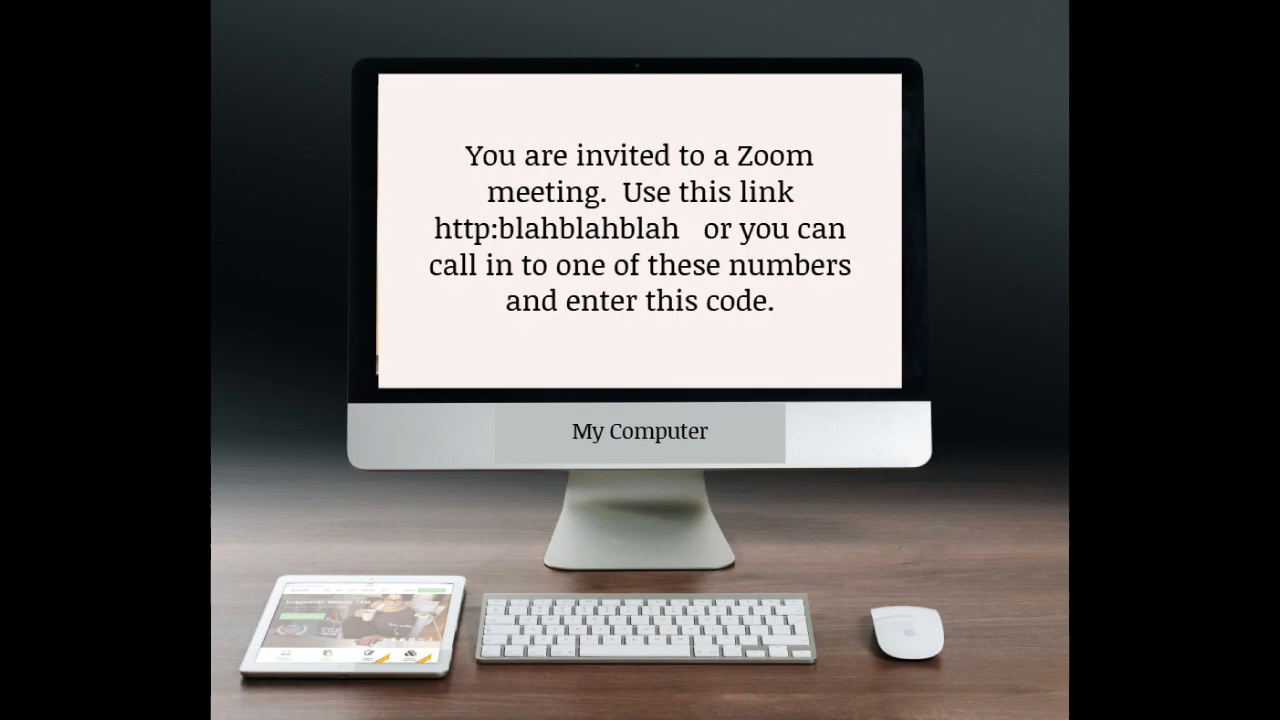 You are invited to a Zoom
meeting.  Use this link
http:blahblahblah   or you can
call in to one of these numbers
and enter this code.
My Computer